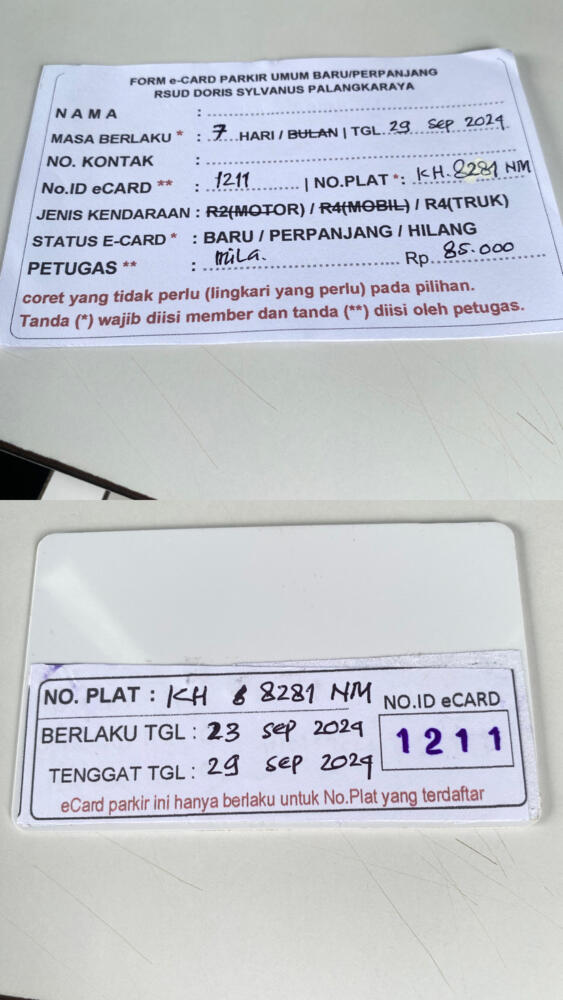 FORM e-CARD PARKIR UMUM BARU/PERPANJANG
RSUD DORIS SYLVANUS PALANGKARAYA
NAMA :
MASA BERLAKU * : 7 HARI / BULAN | TGL. 29 Sep 2024
NO. KONTAK :
No.ID eCARD ** : 1211 | NO.PLAT *: KH. 8281 NM
JENIS KENDARAAN : R2(MOTOR) / R4(MOBIL) / R4(TRUK)
STATUS E-CARD * : BARU / PERPANJANG / HILANG
PETUGAS ** : Mila. Rp. 85.000
coret yang tidak perlu (lingkari yang perlu) pada pilihan.
Tanda (*) wajib diisi member dan tanda (**) diisi oleh petugas.
NO. PLAT : KH 8281 NM
NO.ID eCARD
BERLAKU TGL : 23 Sep 2024
1211
TENGGAT TGL : 29 Sep 2024
eCard parkir ini hanya berlaku untuk No.Plat yang terdaftar